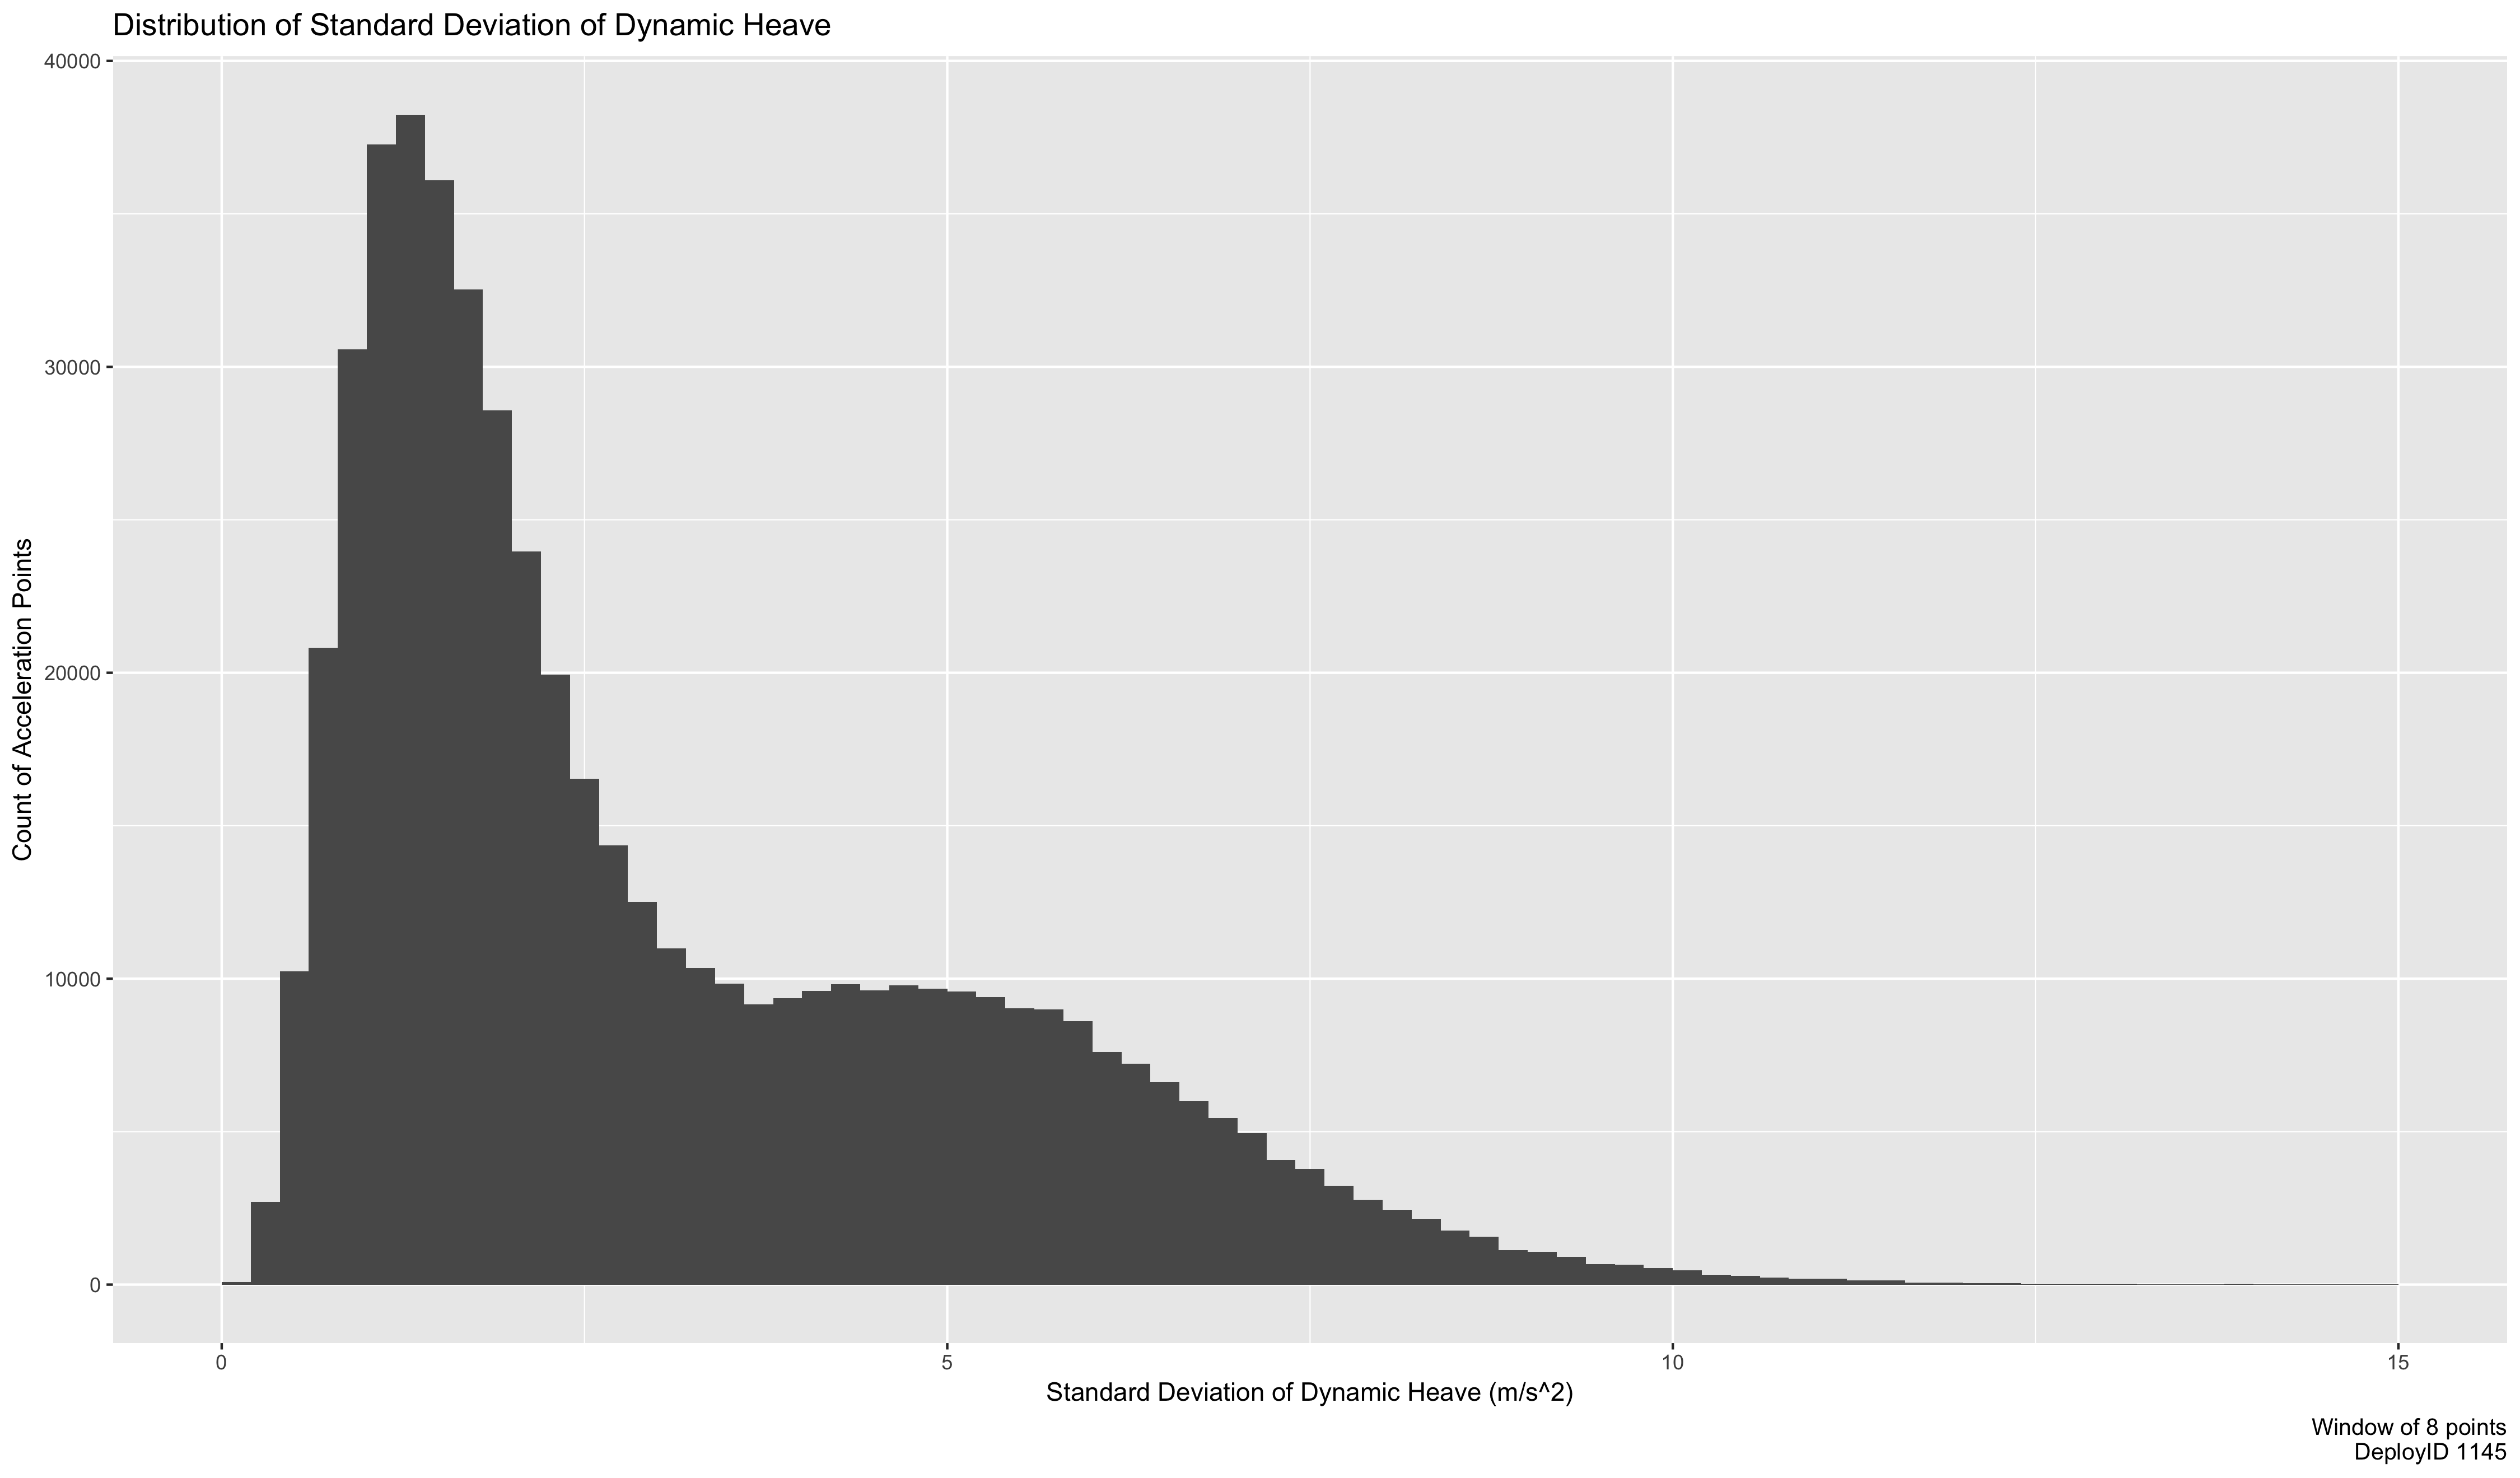 Distribution of Standard Deviation of Dynamic Heave
Count of Acceleration Points
40000
30000
20000
10000
0
0
5
10
15
Standard Deviation of Dynamic Heave (m/s^2)
Window of 8 points
DeployID 1145